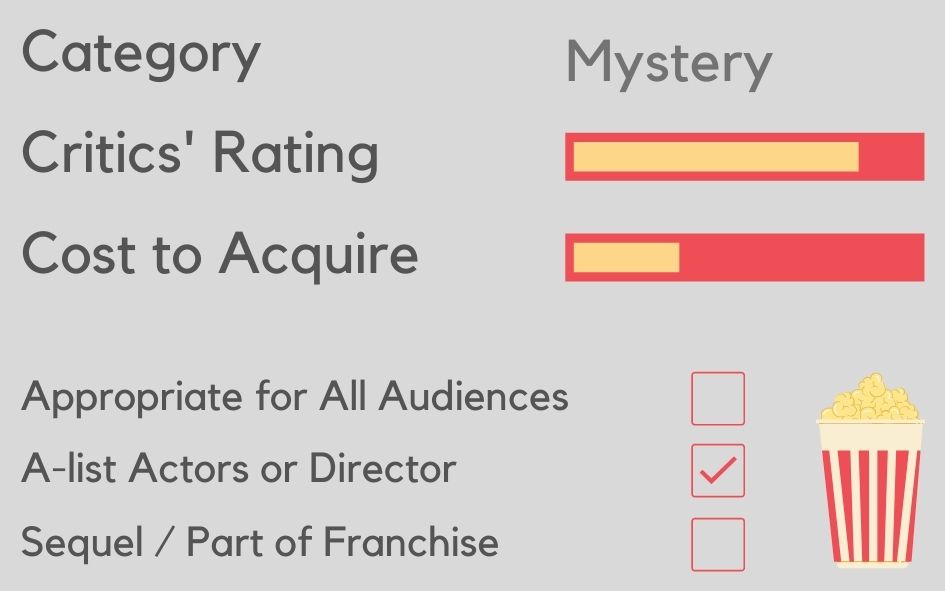 Category Mystery
Critics' Rating
Cost to Acquire
Appropriate for All Audiences
A-list Actors or Director
Sequel / Part of Franchise